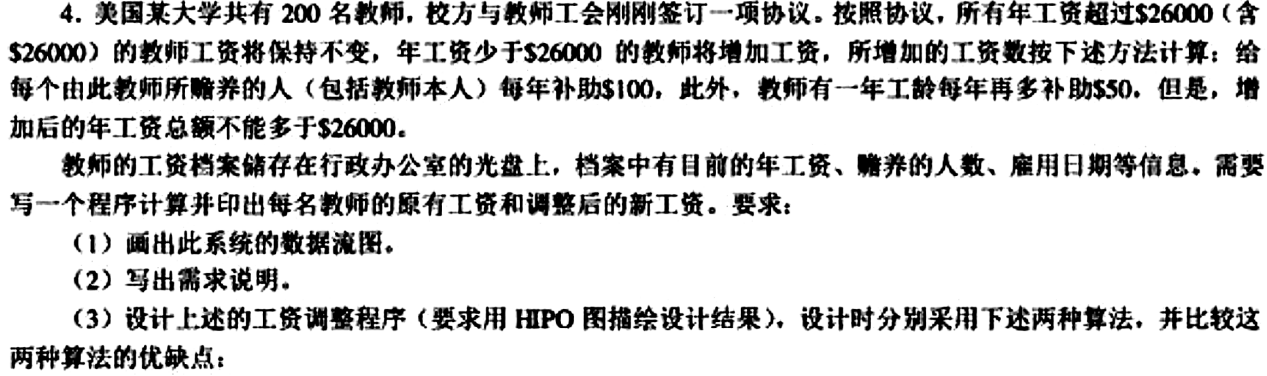 4．美国某大学共有 200 名教师，校方与教师工会刚刚签订一项协议。按照协议，所有年工资超过$26000（含
$26000）的教师工资将保持不变，年工资少于$26000 的教师将增加工资，所增加的工资数按下述方法计算：给
每个由此教师所赡养的人（包括教师本人）每年补助$100，此外，教师有一年工龄每年再多补助$50，但是，增
加后的年工资总额不能多于$26000。
教师的工资档案储存在行政办公室的光盘上，档案中有目前的年工资、赡养的人数、雇用日期等信息。需要
写一个程序计算并印出每名教师的原有工资和调整后的新工资。要求：
（1）画出此系统的数据流图。
（2）写出需求说明。
（3）设计上述的工资调整程序（要求用 HIPO 图描绘设计结果），设计时分别采用下述两种算法，并比较这
两种算法的优缺点：